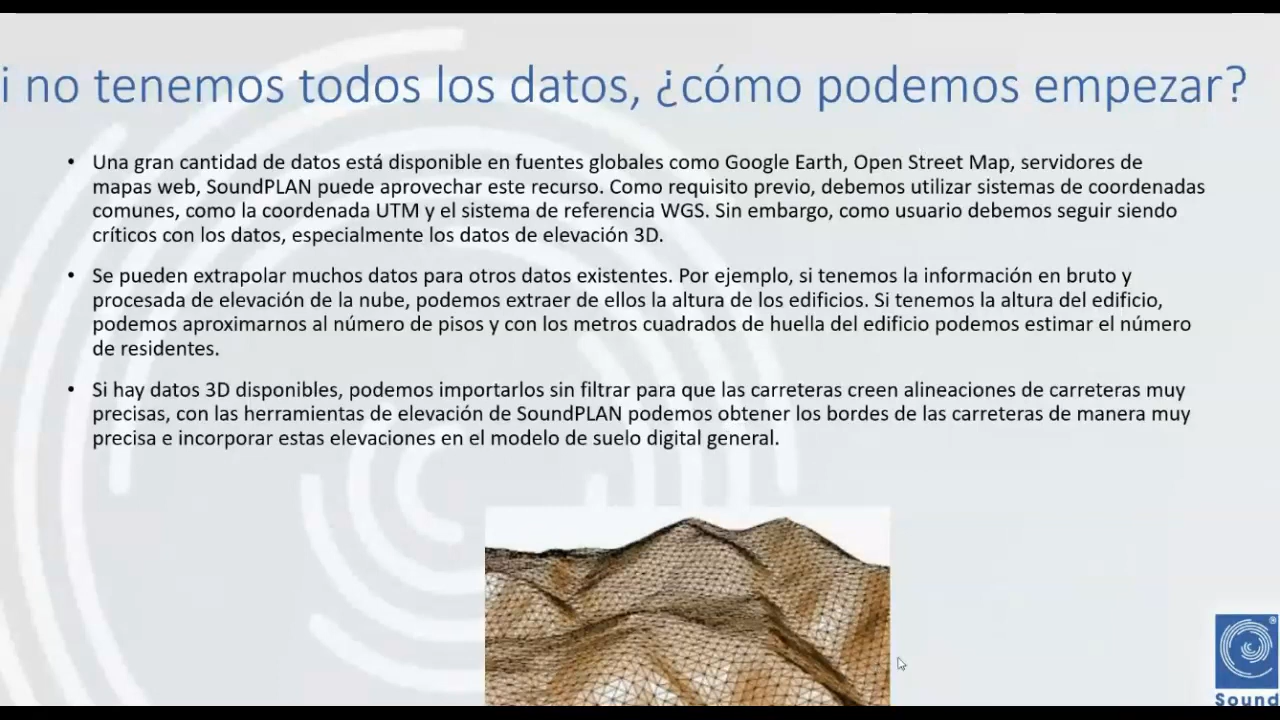 i no tenemos todos los datos, ¿cómo podemos empezar?
• Una gran cantidad de datos está disponible en fuentes globales como Google Earth, Open Street Map, servidores de
mapas web, SoundPLAN puede aprovechar este recurso. Como requisito previo, debemos utilizar sistemas de coordenadas
comunes, como la coordenada UTM y el sistema de referencia WGS. Sin embargo, como usuario debemos seguir siendo
críticos con los datos, especialmente los datos de elevación 3D.
• Se pueden extrapolar muchos datos para otros datos existentes. Por ejemplo, si tenemos la información en bruto y
procesada de elevación de la nube, podemos extraer de ellos la altura de los edificios. Si tenemos la altura del edificio,
podemos aproximarnos al número de pisos y con los metros cuadrados de huella del edificio podemos estimar el número
de residentes.
• Si hay datos 3D disponibles, podemos importarlos sin filtrar para que las carreteras creen alineaciones de carreteras muy
precisas, con las herramientas de elevación de SoundPLAN podemos obtener los bordes de las carreteras de manera muy
precisa e incorporar estas elevaciones en el modelo de suelo digital general.
®
Sound